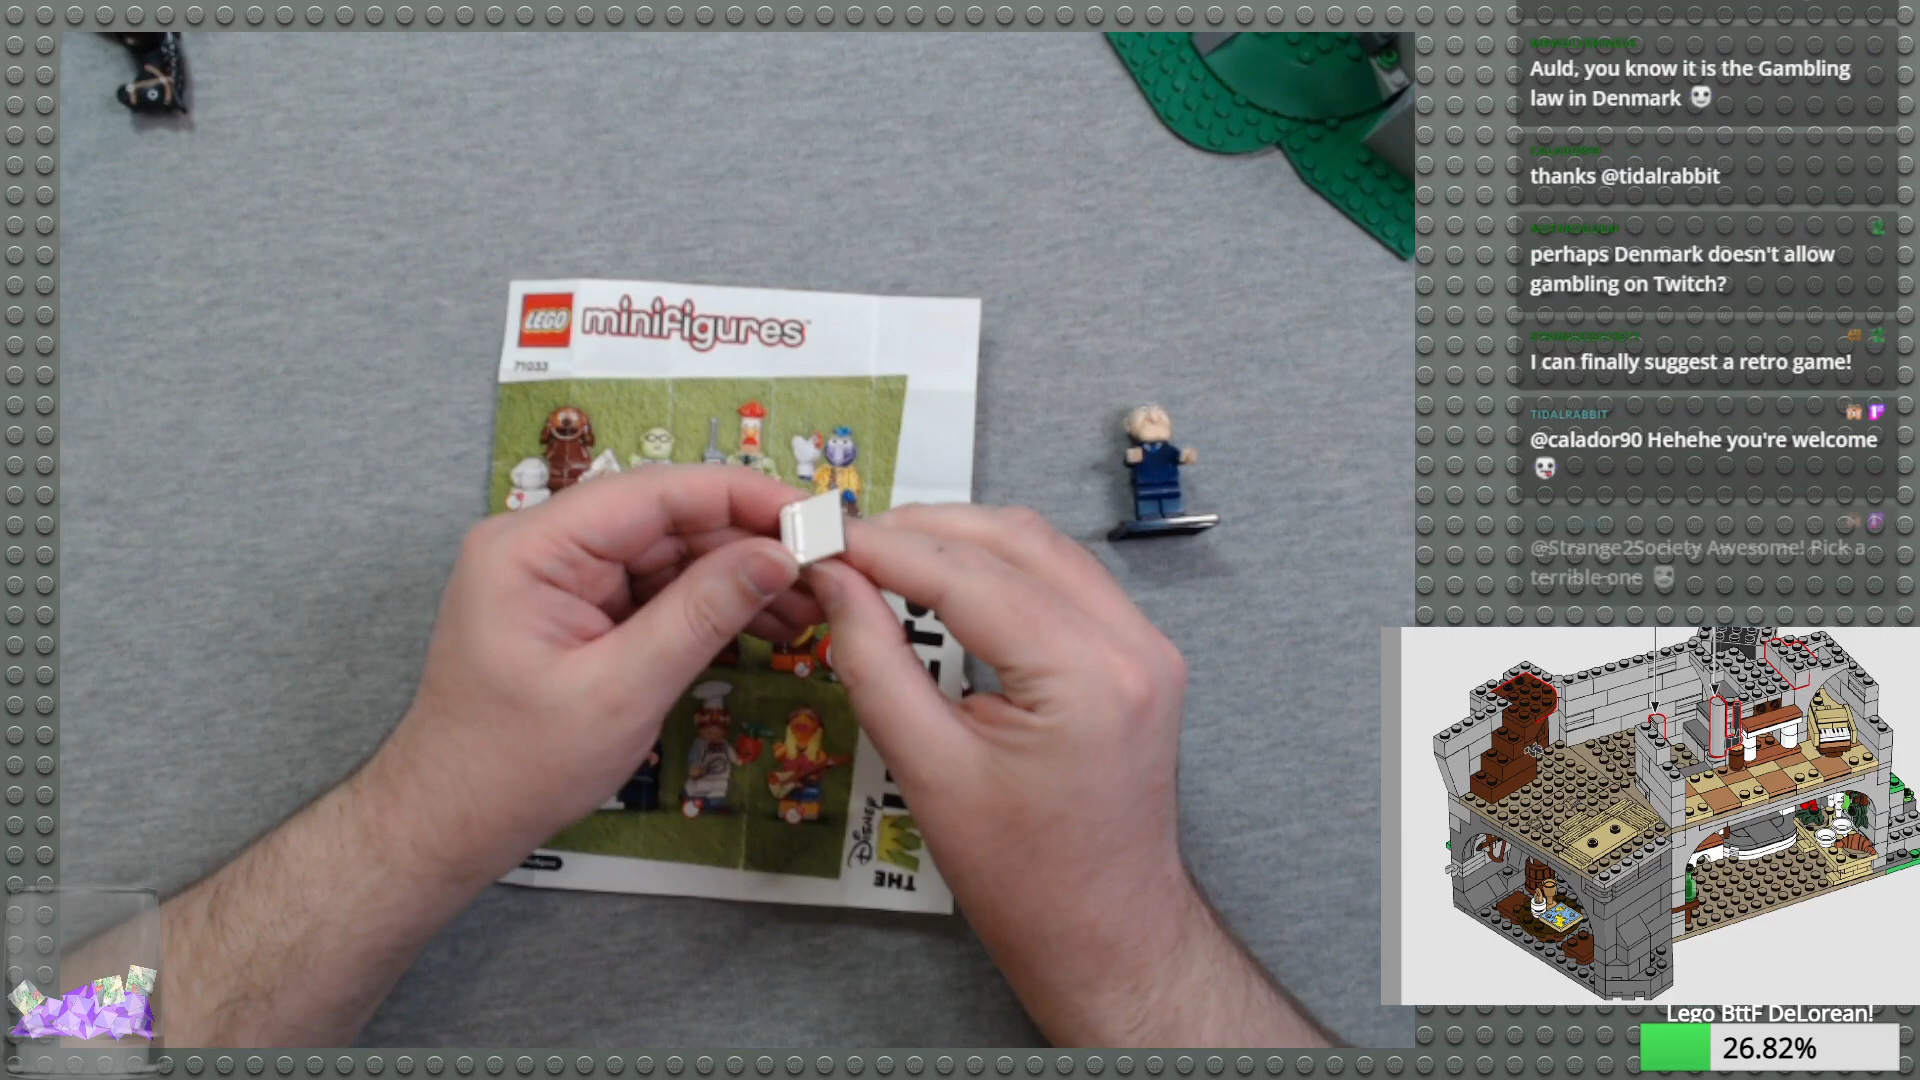 Auld, you know it is the Gambling
law in Denmark
thanks @tidalrabbit
perhaps Denmark doesn't allow
gambling on Twitch?
I can finally suggest a retro game!
TIDALRABBIT
@calador90 Hehehe you're welcome
@Strange2Society Awesome! Pick a
terrible one
LEGO minifigures
71033
DISNEY
THE
Lego BttF DeLorean!
26.82%